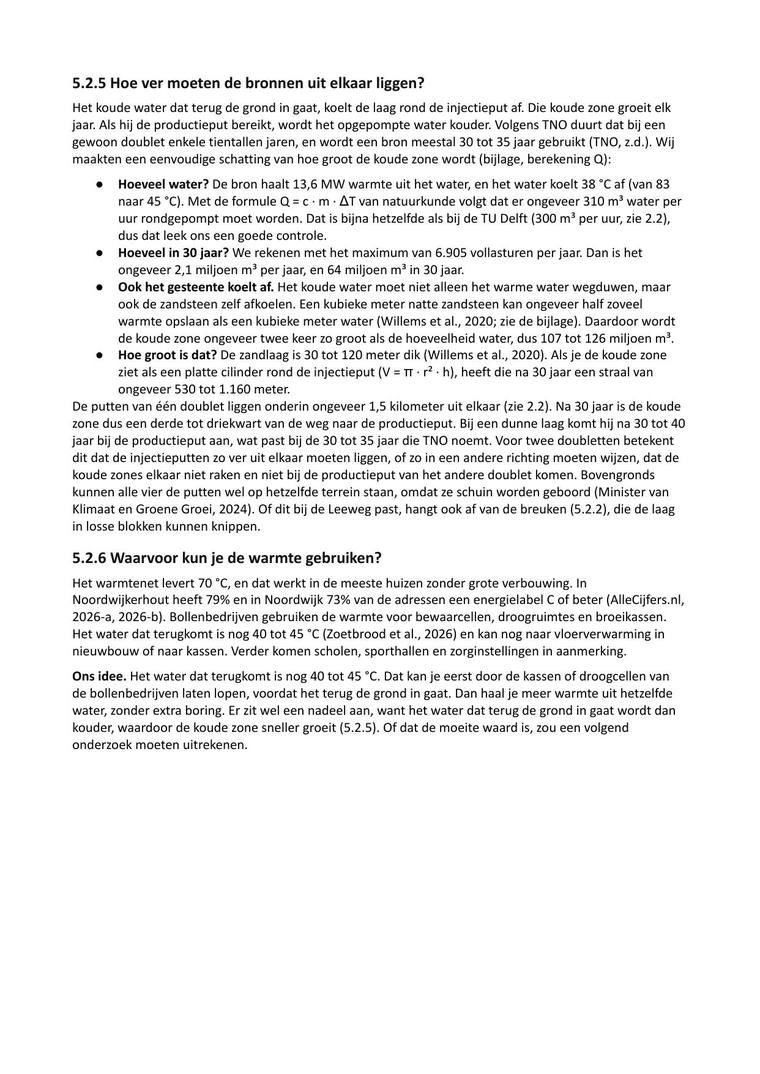 5.2.5 Hoe ver moeten de bronnen uit elkaar liggen?
Het koude water dat terug de grond in gaat, koelt de laag rond de injectieput af. Die koude zone groeit elk
jaar. Als hij de productieput bereikt, wordt het opgepompte water kouder. Volgens TNO duurt dat bij een
gewoon doublet enkele tientallen jaren, en wordt een bron meestal 30 tot 35 jaar gebruikt (TNO, z.d.). Wij
maakten een eenvoudige schatting van hoe groot de koude zone wordt (bijlage, berekening Q):
● Hoeveel water? De bron haalt 13,6 MW warmte uit het water, en het water koelt 38 °C af (van 83
naar 45 °C). Met de formule Q = c · m · ΔT van natuurkunde volgt dat er ongeveer 310 m³ water per
uur rondgepompt moet worden. Dat is bijna hetzelfde als bij de TU Delft (300 m³ per uur, zie 2.2),
dus dat leek ons een goede controle.
● Hoeveel in 30 jaar? We rekenen met het maximum van 6.905 vollasturen per jaar. Dan is het
ongeveer 2,1 miljoen m³ per jaar, en 64 miljoen m³ in 30 jaar.
● Ook het gesteente koelt af. Het koude water moet niet alleen het warme water wegduwen, maar
ook de zandsteen zelf afkoelen. Een kubieke meter natte zandsteen kan ongeveer half zoveel
warmte opslaan als een kubieke meter water (Willems et al., 2020; zie de bijlage). Daardoor wordt
de koude zone ongeveer twee keer zo groot als de hoeveelheid water, dus 107 tot 126 miljoen m³.
● Hoe groot is dat? De zandlaag is 30 tot 120 meter dik (Willems et al., 2020). Als je de koude zone
ziet als een platte cilinder rond de injectieput (V = π · r² · h), heeft die na 30 jaar een straal van
ongeveer 530 tot 1.160 meter.
De putten van één doublet liggen onderin ongeveer 1,5 kilometer uit elkaar (zie 2.2). Na 30 jaar is de koude
zone dus een derde tot driekwart van de weg naar de productieput. Bij een dunne laag komt hij na 30 tot 40
jaar bij de productieput aan, wat past bij de 30 tot 35 jaar die TNO noemt. Voor twee doubletten betekent
dit dat de injectieputten zo ver uit elkaar moeten liggen, of zo in een andere richting moeten wijzen, dat de
koude zones elkaar niet raken en niet bij de productieput van het andere doublet komen. Bovengronds
kunnen alle vier de putten wel op hetzelfde terrein staan, omdat ze schuin worden geboord (Minister van
Klimaat en Groene Groei, 2024). Of dit bij de Leeweg past, hangt ook af van de breuken (5.2.2), die de laag
in losse blokken kunnen knippen.
5.2.6 Waarvoor kun je de warmte gebruiken?
Het warmtenet levert 70 °C, en dat werkt in de meeste huizen zonder grote verbouwing. In
Noordwijkerhout heeft 79% en in Noordwijk 73% van de adressen een energielabel C of beter (AlleCijfers.nl,
2026-a, 2026-b). Bollenbedrijven gebruiken de warmte voor bewaarcellen, droogruimtes en broeikassen.
Het water dat terugkomt is nog 40 tot 45 °C (Zoetbrood et al., 2026) en kan nog naar vloerverwarming in
nieuwbouw of naar kassen. Verder komen scholen, sporthallen en zorginstellingen in aanmerking.
Ons idee. Het water dat terugkomt is nog 40 tot 45 °C. Dat kan je eerst door de kassen of droogcellen van
de bollenbedrijven laten lopen, voordat het terug de grond in gaat. Dan haal je meer warmte uit hetzelfde
water, zonder extra boring. Er zit wel een nadeel aan, want het water dat terug de grond in gaat wordt dan
kouder, waardoor de koude zone sneller groeit (5.2.5). Of dat de moeite waard is, zou een volgend
onderzoek moeten uitrekenen.